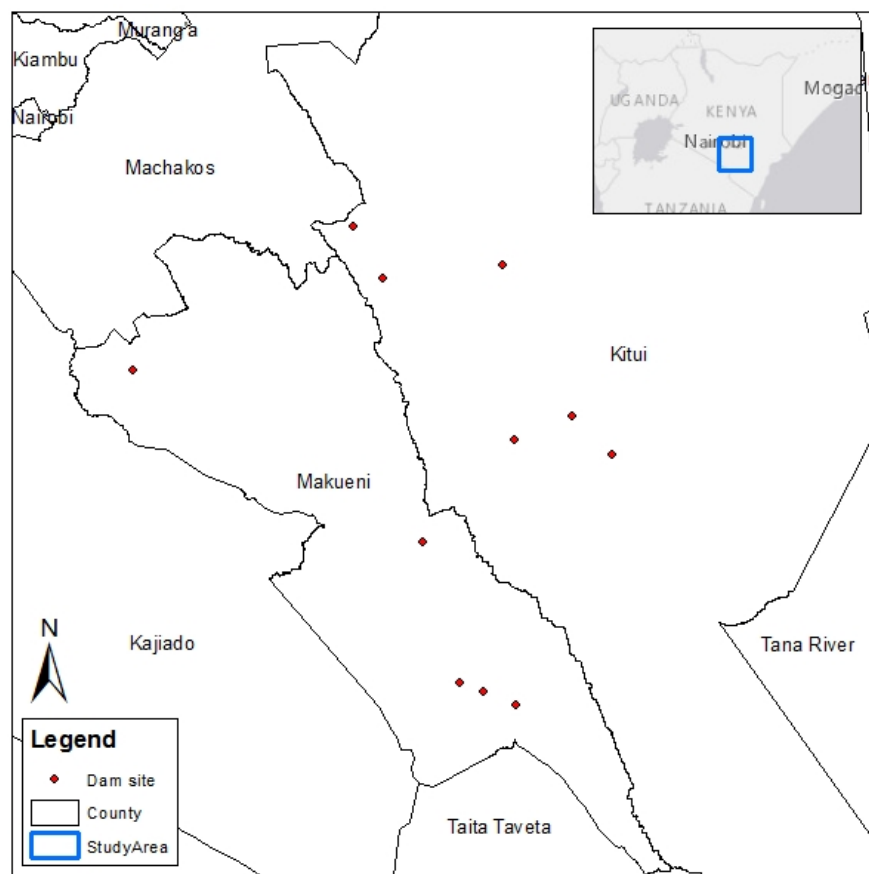 Murang'a
Kiambu
Nairobi
Machakos
UGANDA
KENYA
Nairobi
TANZANIA
Kitui
Makueni
Kajiado
Tana River
Taita Taveta
N
Legend
Dam site
County
StudyArea